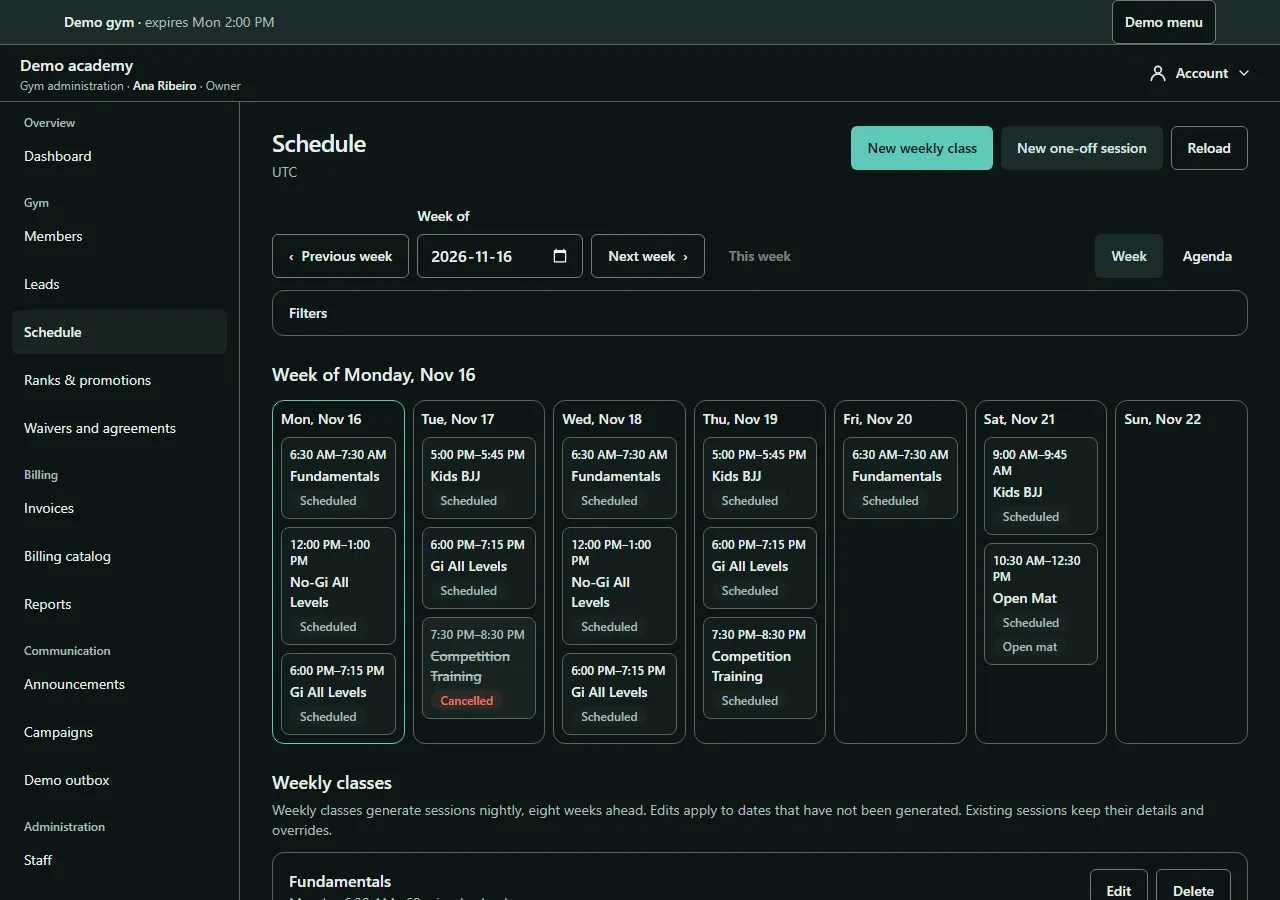 Demo gym · expires Mon 2:00 PM
Demo menu
Demo academy
Gym administration · Ana Ribeiro · Owner
Account
Overview
Dashboard
Gym
Members
Leads
Schedule
Ranks & promotions
Waivers and agreements
Billing
Invoices
Billing catalog
Reports
Communication
Announcements
Campaigns
Demo outbox
Administration
Staff
Schedule
UTC
New weekly class
New one-off session
Reload
Week of
‹ Previous week
2026-11-16
Next week ›
This week
Week
Agenda
Filters
Week of Monday, Nov 16
Mon, Nov 16
6:30 AM–7:30 AM
Fundamentals
Scheduled
12:00 PM–1:00
PM
No-Gi All
Levels
Scheduled
6:00 PM–7:15 PM
Gi All Levels
Scheduled
Tue, Nov 17
5:00 PM–5:45 PM
Kids BJJ
Scheduled
6:00 PM–7:15 PM
Gi All Levels
Scheduled
7:30 PM–8:30 PM
Competition
Training
Cancelled
Wed, Nov 18
6:30 AM–7:30 AM
Fundamentals
Scheduled
12:00 PM–1:00
PM
No-Gi All
Levels
Scheduled
6:00 PM–7:15 PM
Gi All Levels
Scheduled
Thu, Nov 19
5:00 PM–5:45 PM
Kids BJJ
Scheduled
6:00 PM–7:15 PM
Gi All Levels
Scheduled
7:30 PM–8:30 PM
Competition
Training
Scheduled
Fri, Nov 20
6:30 AM–7:30 AM
Fundamentals
Scheduled
Sat, Nov 21
9:00 AM–9:45
AM
Kids BJJ
Scheduled
10:30 AM–12:30
PM
Open Mat
Scheduled
Open mat
Sun, Nov 22
Weekly classes
Weekly classes generate sessions nightly, eight weeks ahead. Edits apply to dates that have not been generated. Existing sessions keep their details and
overrides.
Fundamentals
Edit
Delete